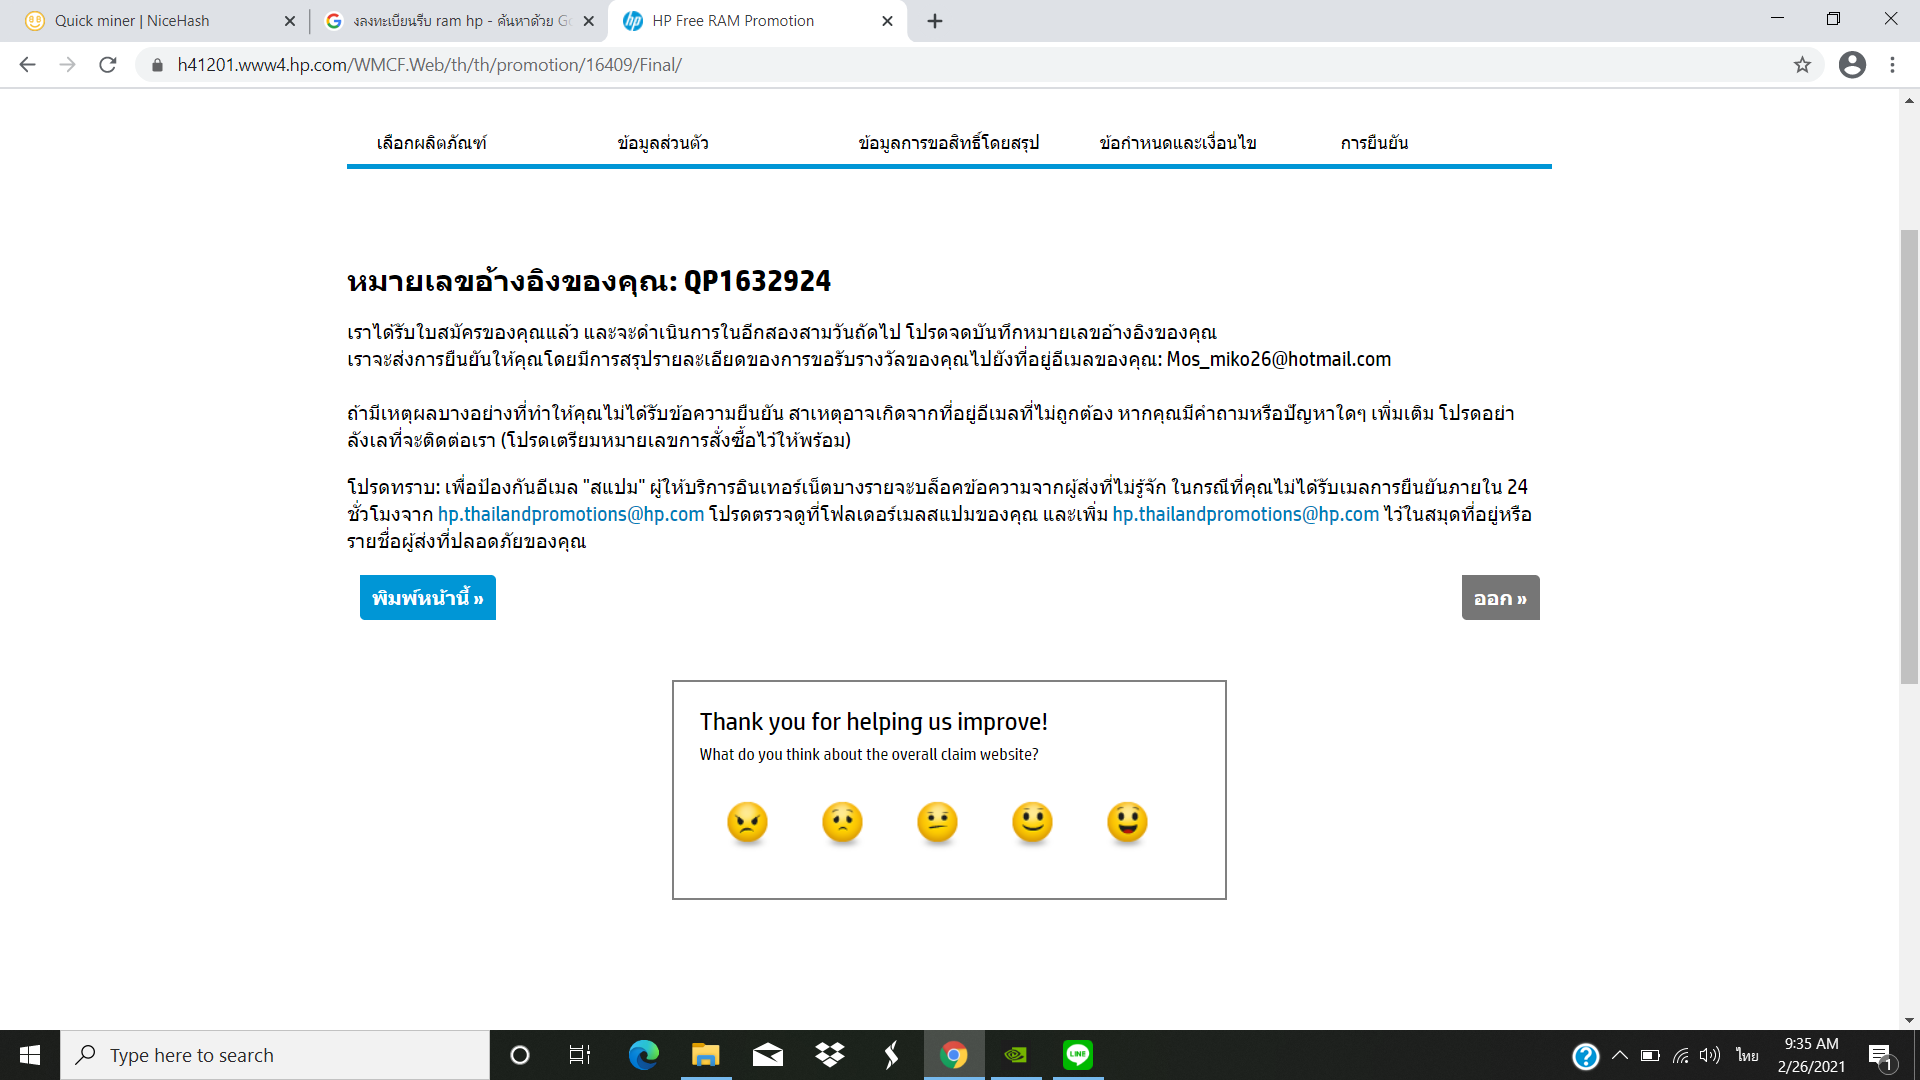 Quick miner | NiceHash
งลงทะเบียนรับ ram hp - ค้นหาด้วย Go
HP Free RAM Promotion
h41201.www4.hp.com/WMCF.Web/th/th/promotion/16409/Final/
เลือกผลิตภัณฑ์ ข้อมูลส่วนตัว ข้อมูลการขอสิทธิ์โดยสรุป ข้อกำหนดและเงื่อนไข การยืนยัน
หมายเลขอ้างอิงของคุณ: QP1632924
เราได้รับใบสมัครของคุณแล้ว และจะดำเนินการในอีกสองสามวันถัดไป โปรดจดบันทึกหมายเลขอ้างอิงของคุณ
เราจะส่งการยืนยันให้คุณโดยมีการสรุปรายละเอียดของการขอรับรางวัลของคุณไปยังที่อยู่อีเมลของคุณ: Mos_miko26@hotmail.com
ถ้ามีเหตุผลบางอย่างที่ทำให้คุณไม่ได้รับข้อความยืนยัน สาเหตุอาจเกิดจากที่อยู่อีเมลที่ไม่ถูกต้อง หากคุณมีคำถามหรือปัญหาใดๆ เพิ่มเติม โปรดอย่า
ลังเลที่จะติดต่อเรา (โปรดเตรียมหมายเลขการสั่งซื้อไว้ให้พร้อม)
โปรดทราบ: เพื่อป้องกันอีเมล "สแปม" ผู้ให้บริการอินเทอร์เน็ตบางรายจะบล็อคข้อความจากผู้ส่งที่ไม่รู้จัก ในกรณีที่คุณไม่ได้รับเมลการยืนยันภายใน 24
ชั่วโมงจาก hp.thailandpromotions@hp.com โปรดตรวจดูที่โฟลเดอร์เมลสแปมของคุณ และเพิ่ม hp.thailandpromotions@hp.com ไว้ในสมุดที่อยู่หรือ
รายชื่อผู้ส่งที่ปลอดภัยของคุณ
พิมพ์หน้านี้ »
ออก »
Thank you for helping us improve!
What do you think about the overall claim website?
Type here to search
LINE
ไทย
9:35 AM
2/26/2021
1